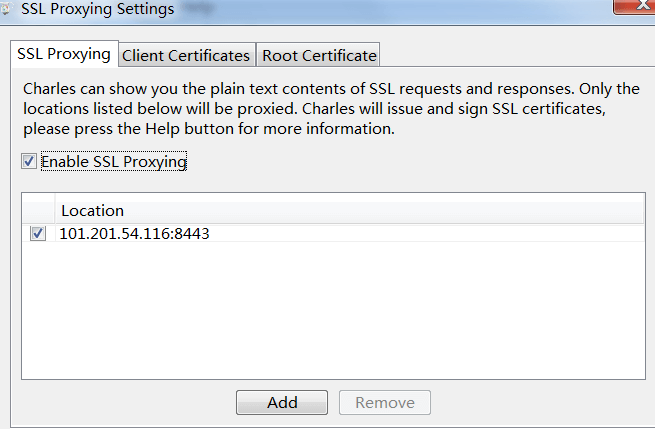 SSL Proxying Settings
SSL Proxying
Client Certificates
Root Certificate
Charles can show you the plain text contents of SSL requests and responses. Only the
locations listed below will be proxied. Charles will issue and sign SSL certificates,
please press the Help button for more information.
Enable SSL Proxying
Location
101.201.54.116:8443
Add
Remove